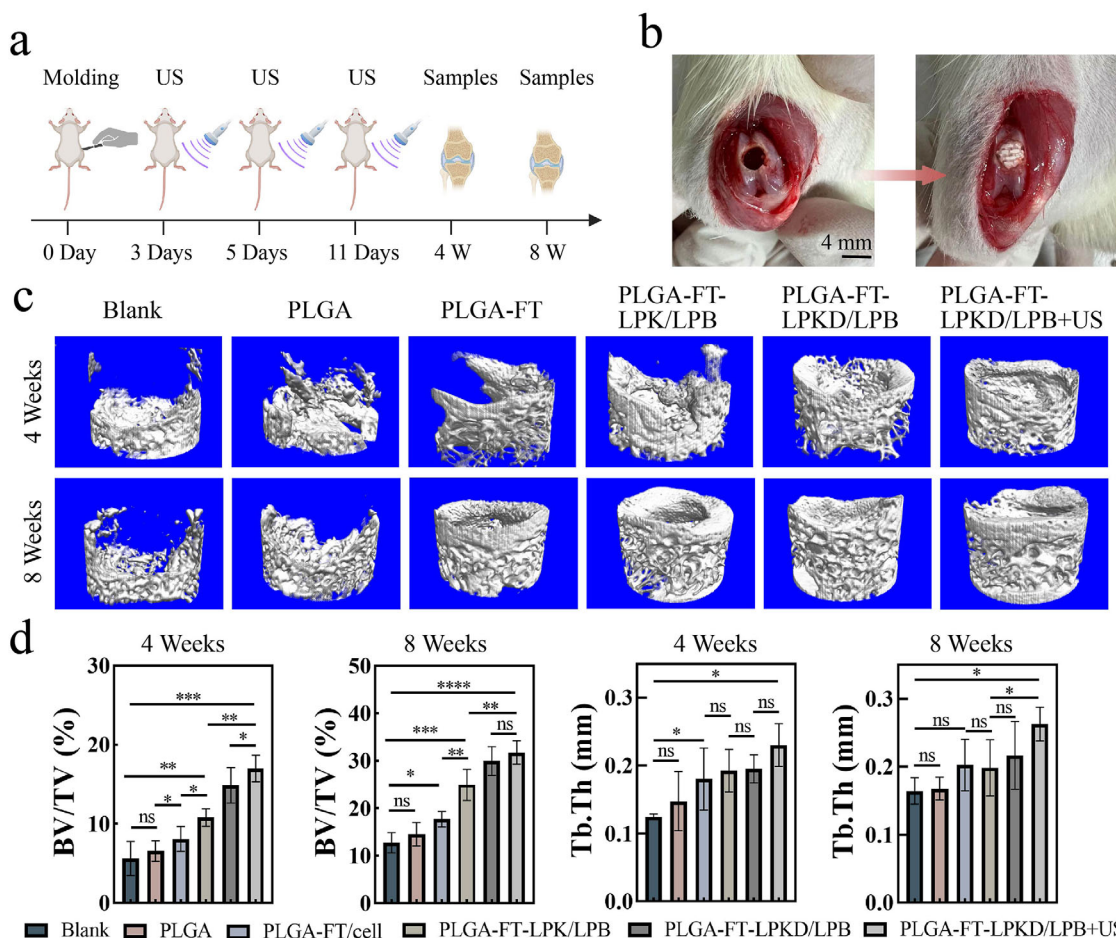 a
Molding US US US Samples Samples
0 Day 3 Days 5 Days 11 Days 4 W 8 W
b
4 mm
c
Blank PLGA PLGA-FT PLGA-FT-LPK/LPB PLGA-FT-LPKD/LPB PLGA-FT-LPKD/LPB+US
4 Weeks
8 Weeks
d
4 Weeks
BV/TV (%)
30
20
10
0
***
**
**
*
ns
*
*
8 Weeks
BV/TV (%)
50
40
30
20
10
0
****
***
**
ns
*
**
ns
4 Weeks
Tb.Th (mm)
0.3
0.2
0.1
0.0
*
ns
ns
ns
*
ns
8 Weeks
Tb.Th (mm)
0.3
0.2
0.1
0.0
*
*
ns
ns
ns
ns
Blank PLGA PLGA-FT/cell PLGA-FT-LPK/LPB PLGA-FT-LPKD/LPB PLGA-FT-LPKD/LPB+US